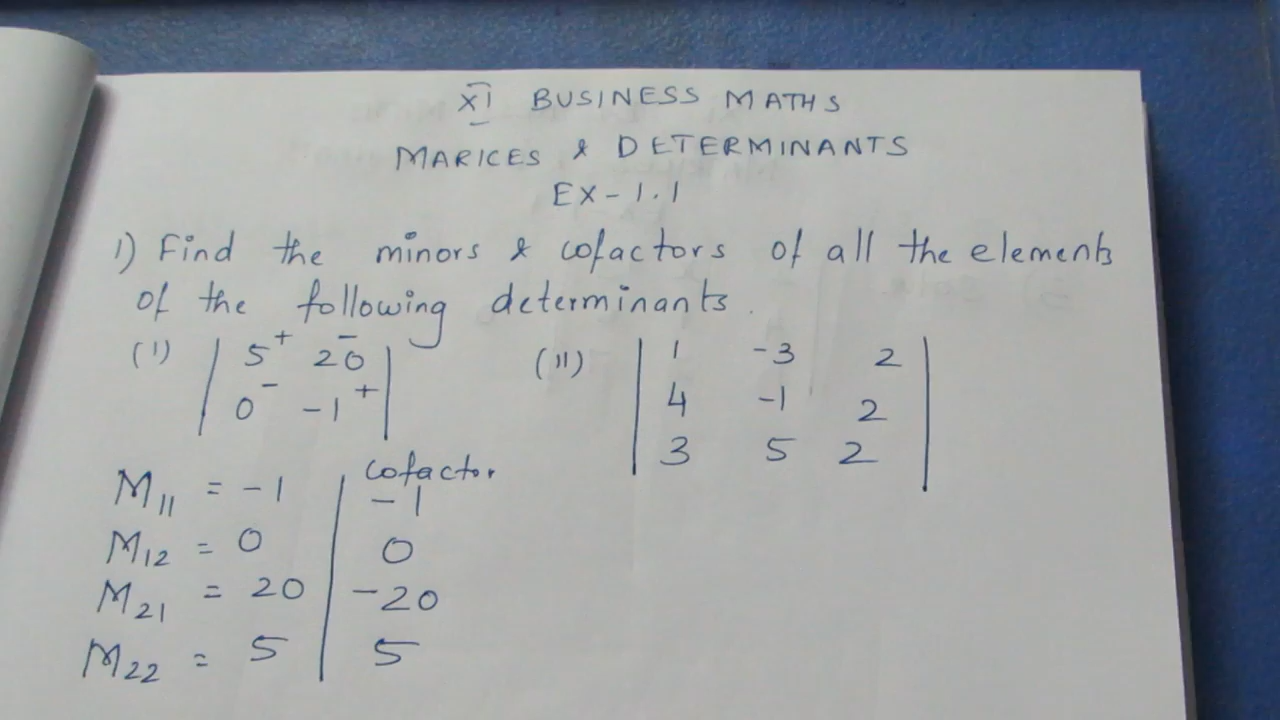 XI BUSINESS MATHS
MARICES & DETERMINANTS
EX-1.1
1) Find the minors & cofactors of all the elements
of the following determinants.
(i) | 5⁺ 20⁻ | (ii) | 1 -3 2 |
| 0⁻ -1⁺ | | 4 -1 2 |
| 3 5 2 |
cofactor
M₁₁ = -1 | -1
M₁₂ = 0 | 0
M₂₁ = 20 | -20
M₂₂ = 5 | 5